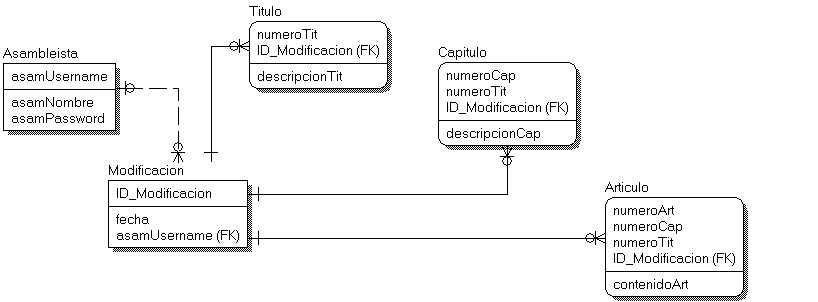 Titulo
numeroTit
ID_Modificacion (FK)
descripcionTit
Asambleista
asamUsername
asamNombre
asamPassword
Capitulo
numeroCap
numeroTit
ID_Modificacion (FK)
descripcionCap
Modificacion
ID_Modificacion
fecha
asamUsername (FK)
Articulo
numeroArt
numeroCap
numeroTit
ID_Modificacion (FK)
contenidoArt